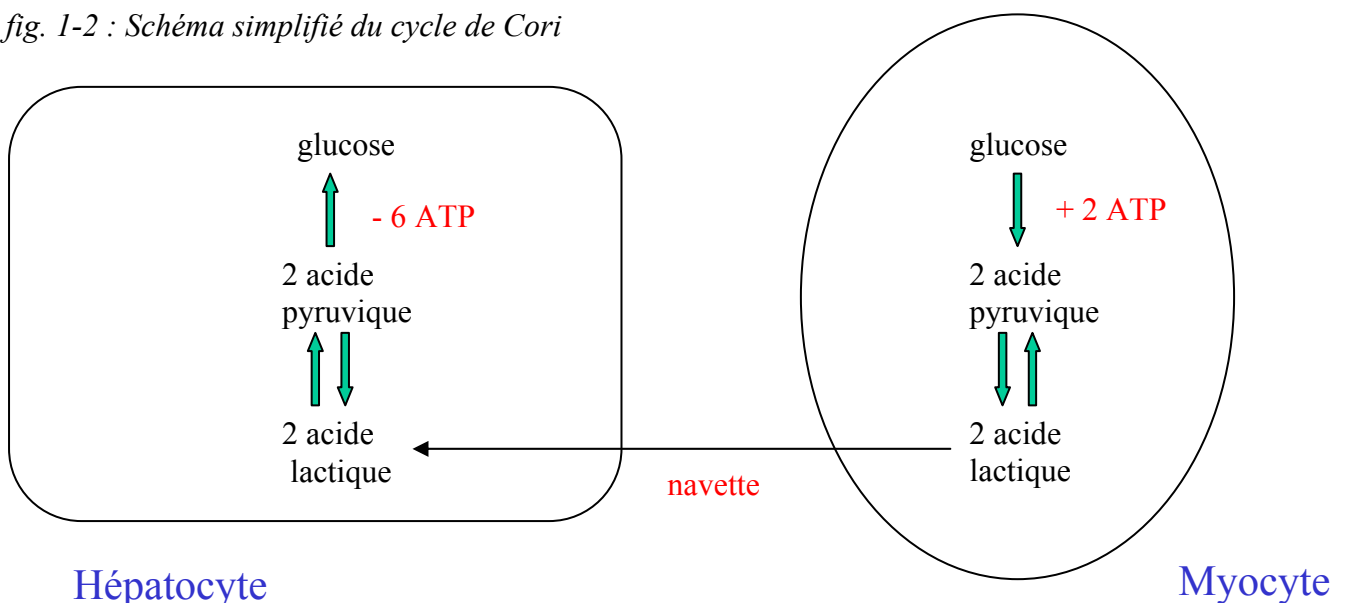 fig. 1-2 : Schéma simplifié du cycle de Cori
glucose
- 6 ATP
2 acide
pyruvique
2 acide
lactique
Hépatocyte
navette
glucose
+ 2 ATP
2 acide
pyruvique
2 acide
lactique
Myocyte